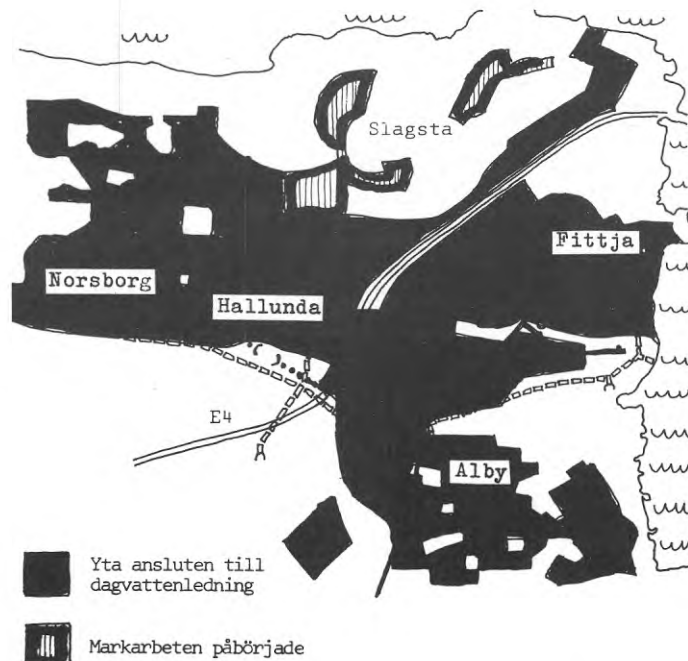 Slagsta
Fittja
Norsborg
Hallunda
E4
Alby
Yta ansluten till
dagvattenledning
Markarbeten påbörjade